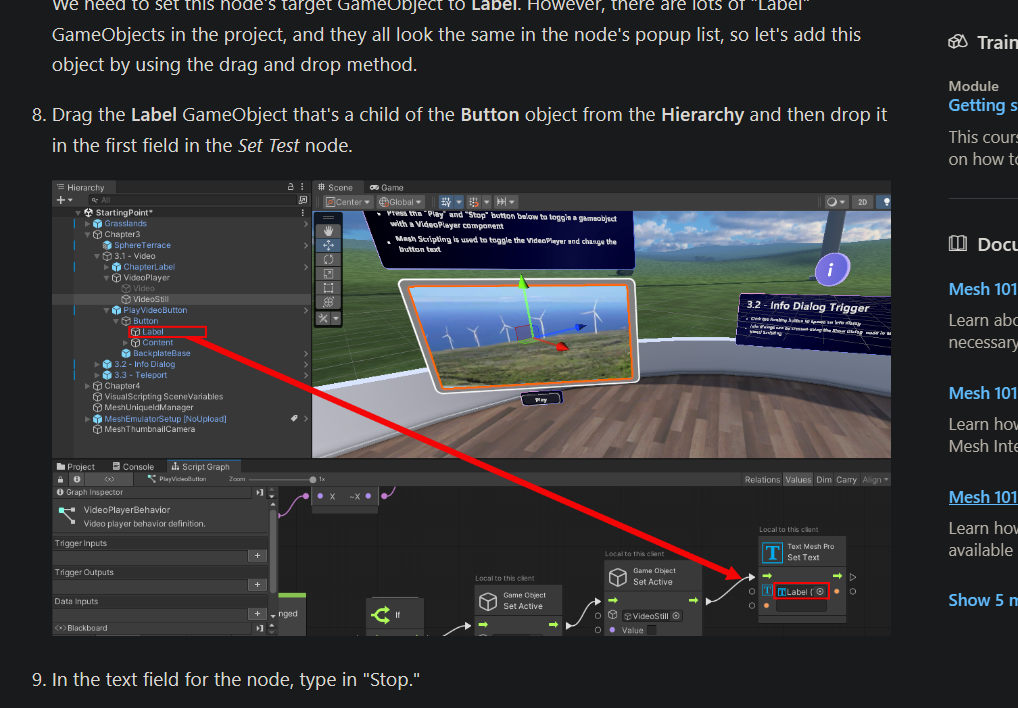 We need to set this node's target GameObject to Label. However, there are lots of "Label"
GameObjects in the project, and they all look the same in the node's popup list, so let's add this
object by using the drag and drop method.
8. Drag the Label GameObject that's a child of the Button object from the Hierarchy and then drop it
in the first field in the Set Test node.
Hierarchy
All
StartingPoint*
Grasslands
Chapter3
SphereTerrace
3.1 - Video
ChapterLabel
VideoPlayer
Video
VideoStill
PlayVideoButton
Button
Label
Content
BackplateBase
3.2 - Info Dialog
3.3 - Teleport
Chapter4
VisualScripting SceneVariables
MeshUniqueIdManager
MeshEmulatorSetup [NoUpload]
MeshThumbnailCamera
Scene Game
Center Global 2D
Press the "Play" and "Stop" button below to toggle a gameobject
with a VideoPlayer component
Mesh Scripting is used to toggle the VideoPlayer and change the
button text
i
3.2 - Info Dialog Trigger
Play
Project Console Script Graph
PlayVideoButton Zoom 1x Relations Values Dim Carry Align
Graph Inspector
VideoPlayerBehavior
Video player behavior definition.
Trigger Inputs
Trigger Outputs
Data Inputs
Blackboard
X ~X
nged
If
Local to this client
Game Object
Set Active
Local to this client
Game Object
Set Active
VideoStill
Value
Local to this client
Text Mesh Pro
Set Text
Label (
9. In the text field for the node, type in "Stop."
Train
Module
Getting s
This cours
on how to
Docu
Mesh 101
Learn abo
necessary
Mesh 101
Learn how
Mesh Inte
Mesh 101
Learn how
available
Show 5 m